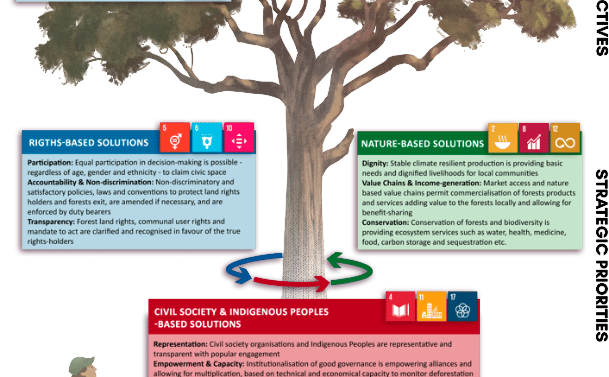 CTIVES
5 6 10
RIGTHS-BASED SOLUTIONS
Participation: Equal participation in decision-making is possible -
regardless of age, gender and ethnicity - to claim civic space
Accountability & Non-discrimination: Non-discriminatory and
satisfactory policies, laws and conventions to protect land rights
holders and forests exit, are amended if necessary, and are
enforced by duty bearers
Transparency: Forest land rights, communal user rights and
mandate to act are clarified and recognised in favour of the true
rights-holders
2 8 12
NATURE-BASED SOLUTIONS
Dignity: Stable climate resilient production is providing basic
needs and dignified livelihoods for local communities
Value Chains & Income-generation: Market access and nature
based value chains permit commercialisation of forests products
and services adding value to the forests locally and allowing for
benefit-sharing
Conservation: Conservation of forests and biodiversity is
providing ecosystem services such as water, health, medicine,
food, carbon storage and sequestration etc.
STRATEGIC PRIORITIES
4 11 17
CIVIL SOCIETY & INDIGENOUS PEOPLES
-BASED SOLUTIONS
Representation: Civil society organisations and Indigenous Peoples are representative and
transparent with popular engagement
Empowerment & Capacity: Institutionalisation of good governance is empowering alliances and
allowing for multiplication, based on technical and economical capacity to monitor deforestation